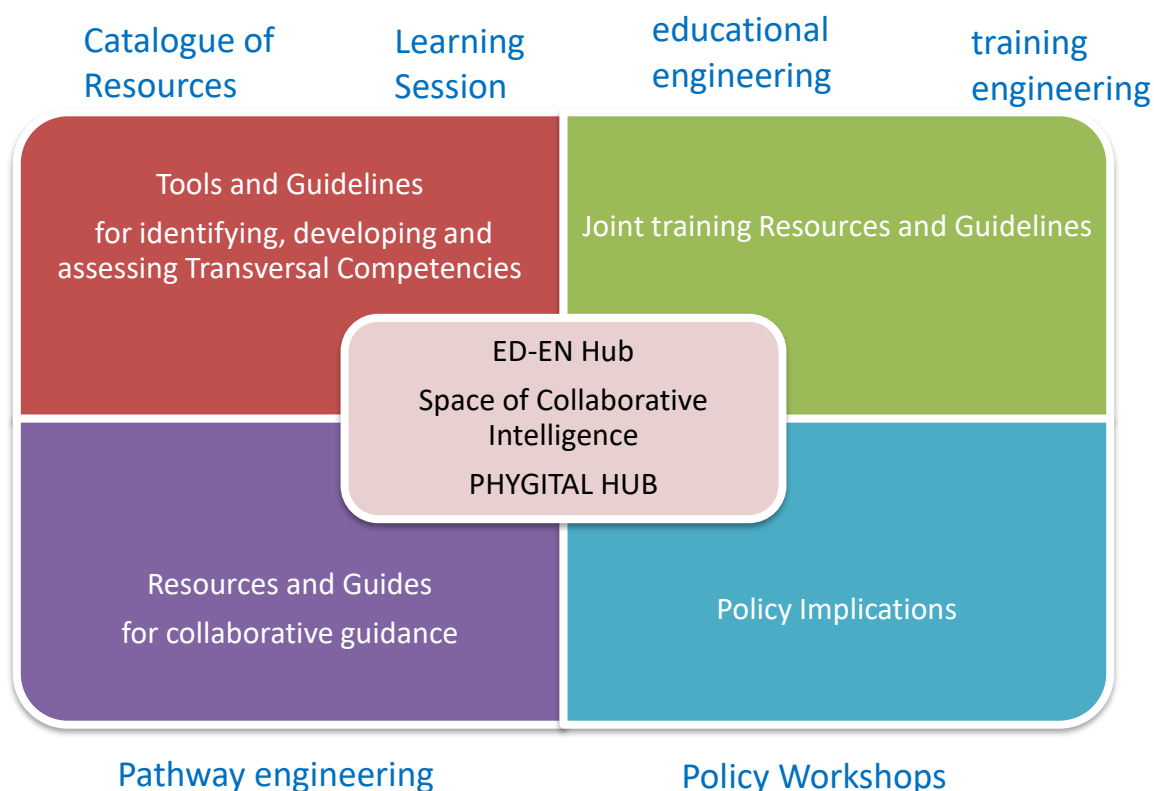 Catalogue of
Resources
Learning
Session
educational
engineering
training
engineering
Tools and Guidelines
for identifying, developing and
assessing Transversal Competencies
Joint training Resources and Guidelines
ED-EN Hub
Space of Collaborative
Intelligence
PHYGITAL HUB
Resources and Guides
for collaborative guidance
Policy Implications
Pathway engineering
Policy Workshops